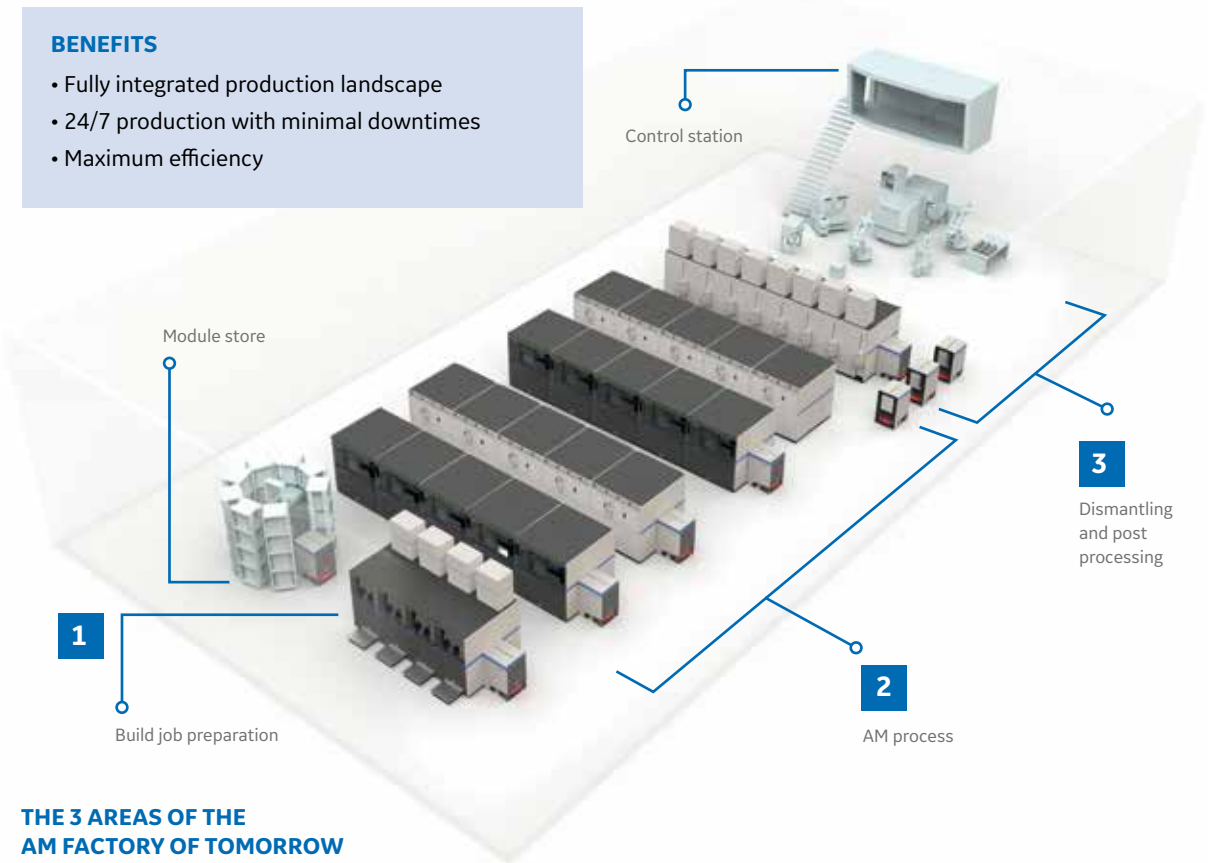 BENEFITS
• Fully integrated production landscape
• 24/7 production with minimal downtimes
• Maximum efficiency
Control station
Module store
3
Dismantling
and post
processing
1
2
Build job preparation
AM process
THE 3 AREAS OF THE
AM FACTORY OF TOMORROW